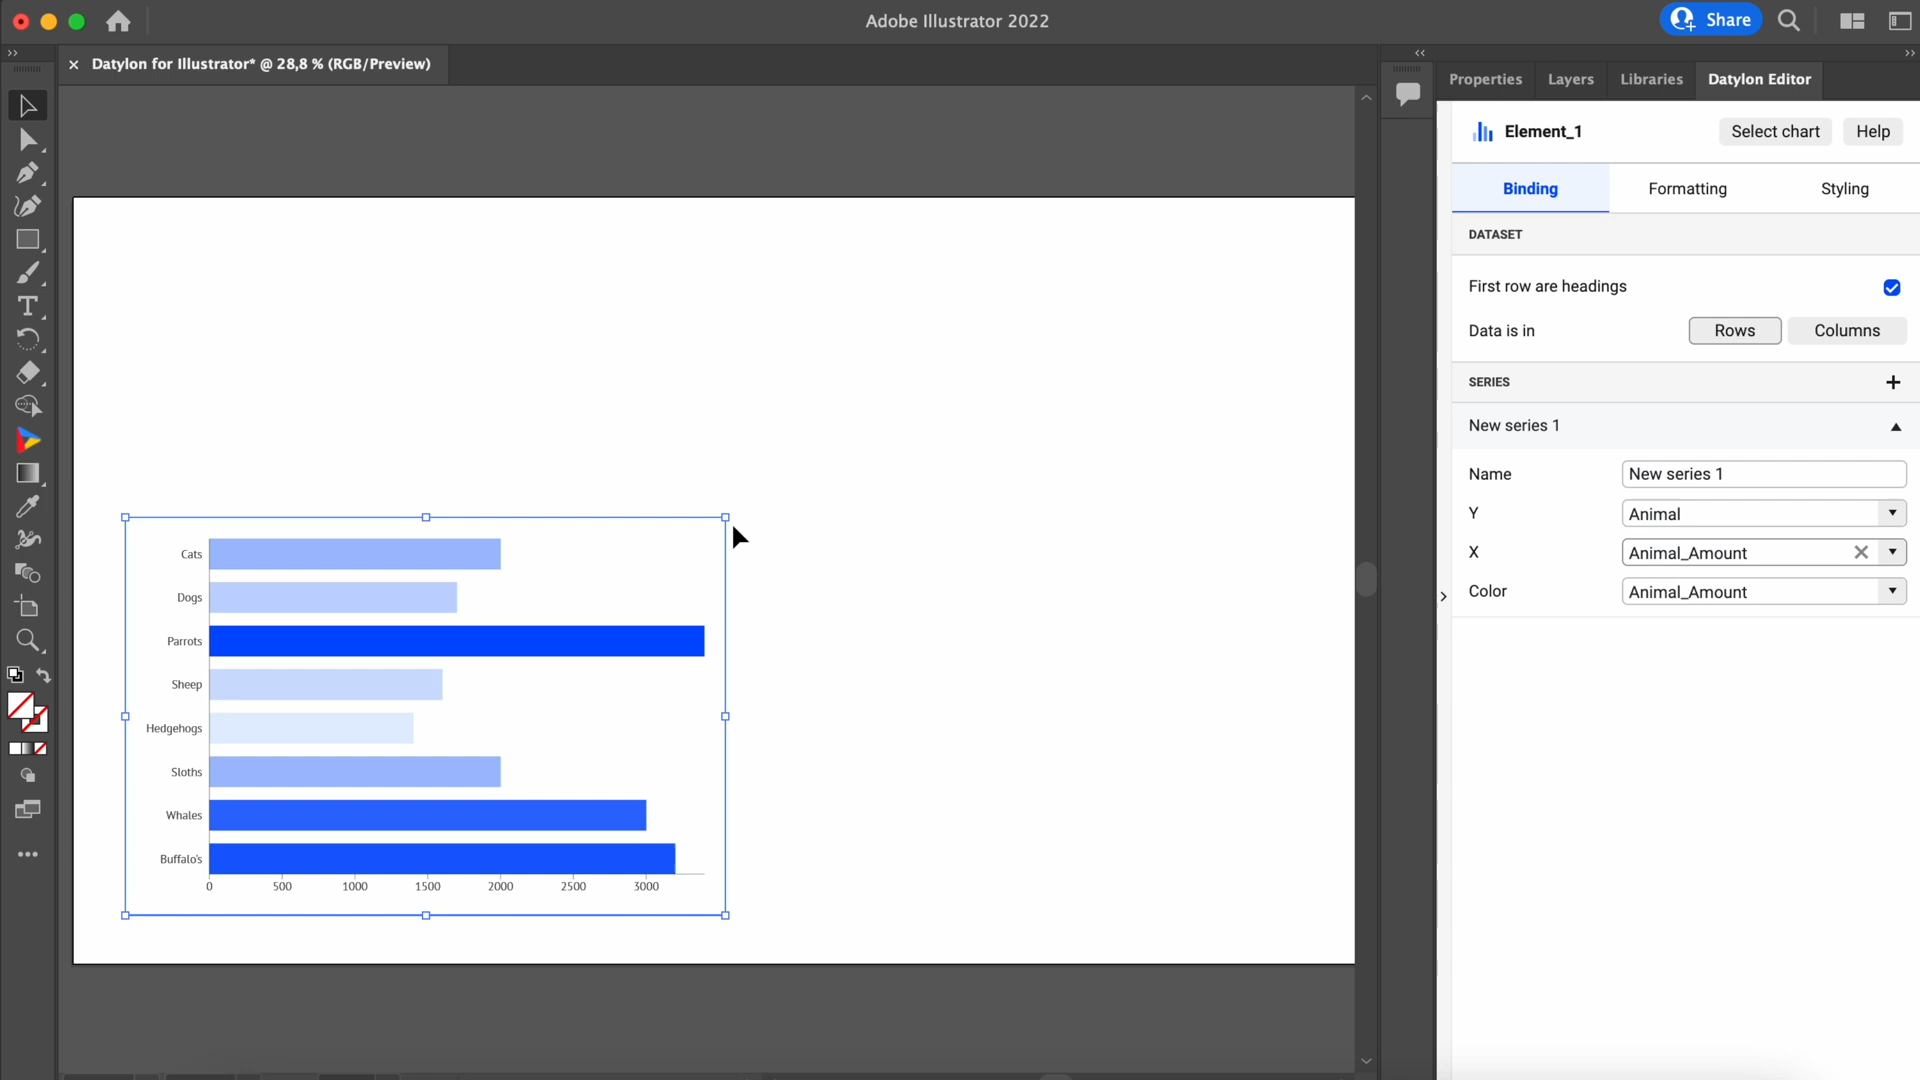 Adobe Illustrator 2022
Share
Datylon for Illustrator* @ 28,8 % (RGB/Preview)
Properties
Layers
Libraries
Datylon Editor
Element_1
Select chart
Help
Binding
Formatting
Styling
DATASET
First row are headings
Data is in
Rows
Columns
SERIES
New series 1
Name
New series 1
Y
Animal
X
Animal_Amount
Color
Animal_Amount
Cats
Dogs
Parrots
Sheep
Hedgehogs
Sloths
Whales
Buffalo's
0 500 1000 1500 2000 2500 3000